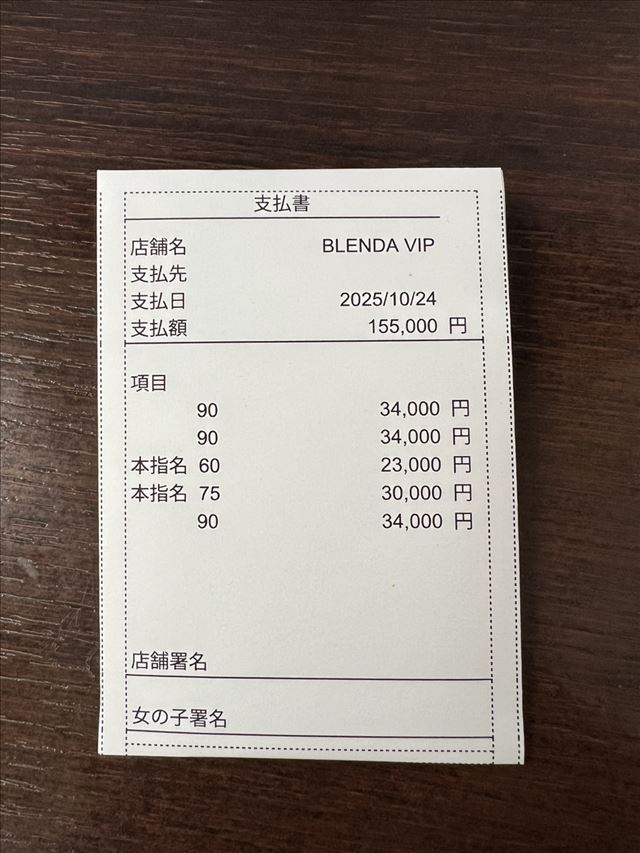 支払書
店舗名 BLENDA VIP
支払先
支払日 2025/10/24
支払額 155,000 円
項目
90 34,000 円
90 34,000 円
本指名 60 23,000 円
本指名 75 30,000 円
90 34,000 円
店舗署名
女の子署名